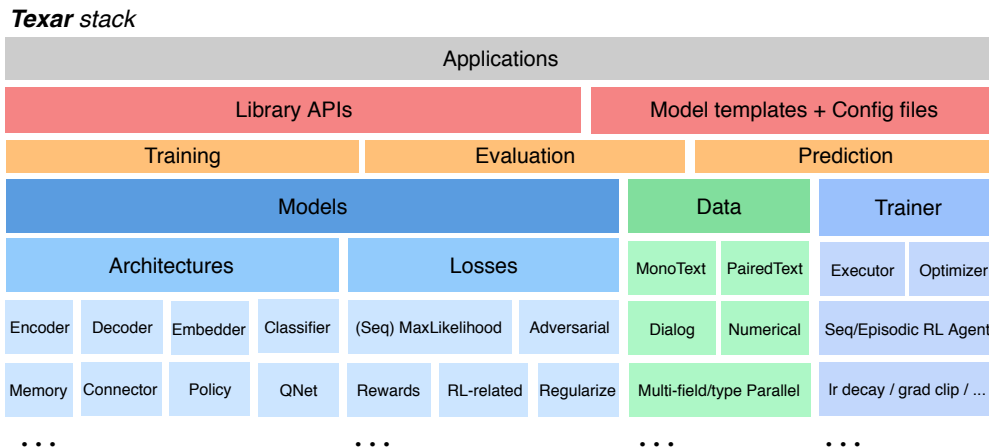 Texar stack
Applications
Library APIs
Model templates + Config files
Training
Evaluation
Prediction
Models
Data
Trainer
Architectures
Losses
MonoText
PairedText
Executor
Optimizer
Encoder
Decoder
Embedder
Classifier
(Seq) MaxLikelihood
Adversarial
Dialog
Numerical
Seq/Episodic RL Agent
Memory
Connector
Policy
QNet
Rewards
RL-related
Regularize
Multi-field/type Parallel
lr decay / grad clip / ...
... ... ... ...